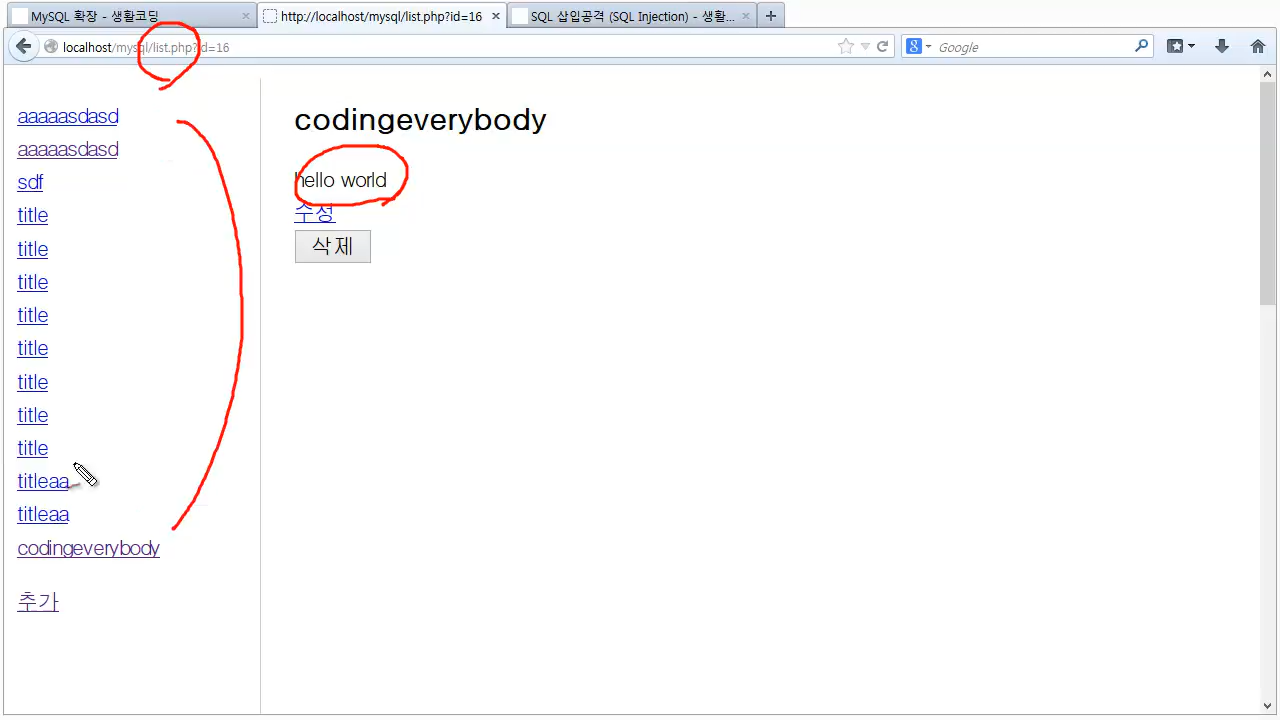 MySQL 확장 - 생활코딩
http://localhost/mysql/list.php?id=16
SQL 삽입공격 (SQL Injection) - 생활...
localhost/mysql/list.php?id=16
Google
aaaaasdasd
aaaaasdasd
sdf
title
title
title
title
title
title
title
title
titleaa
titleaa
codingeverybody
추가
codingeverybody
hello world
수정
삭제